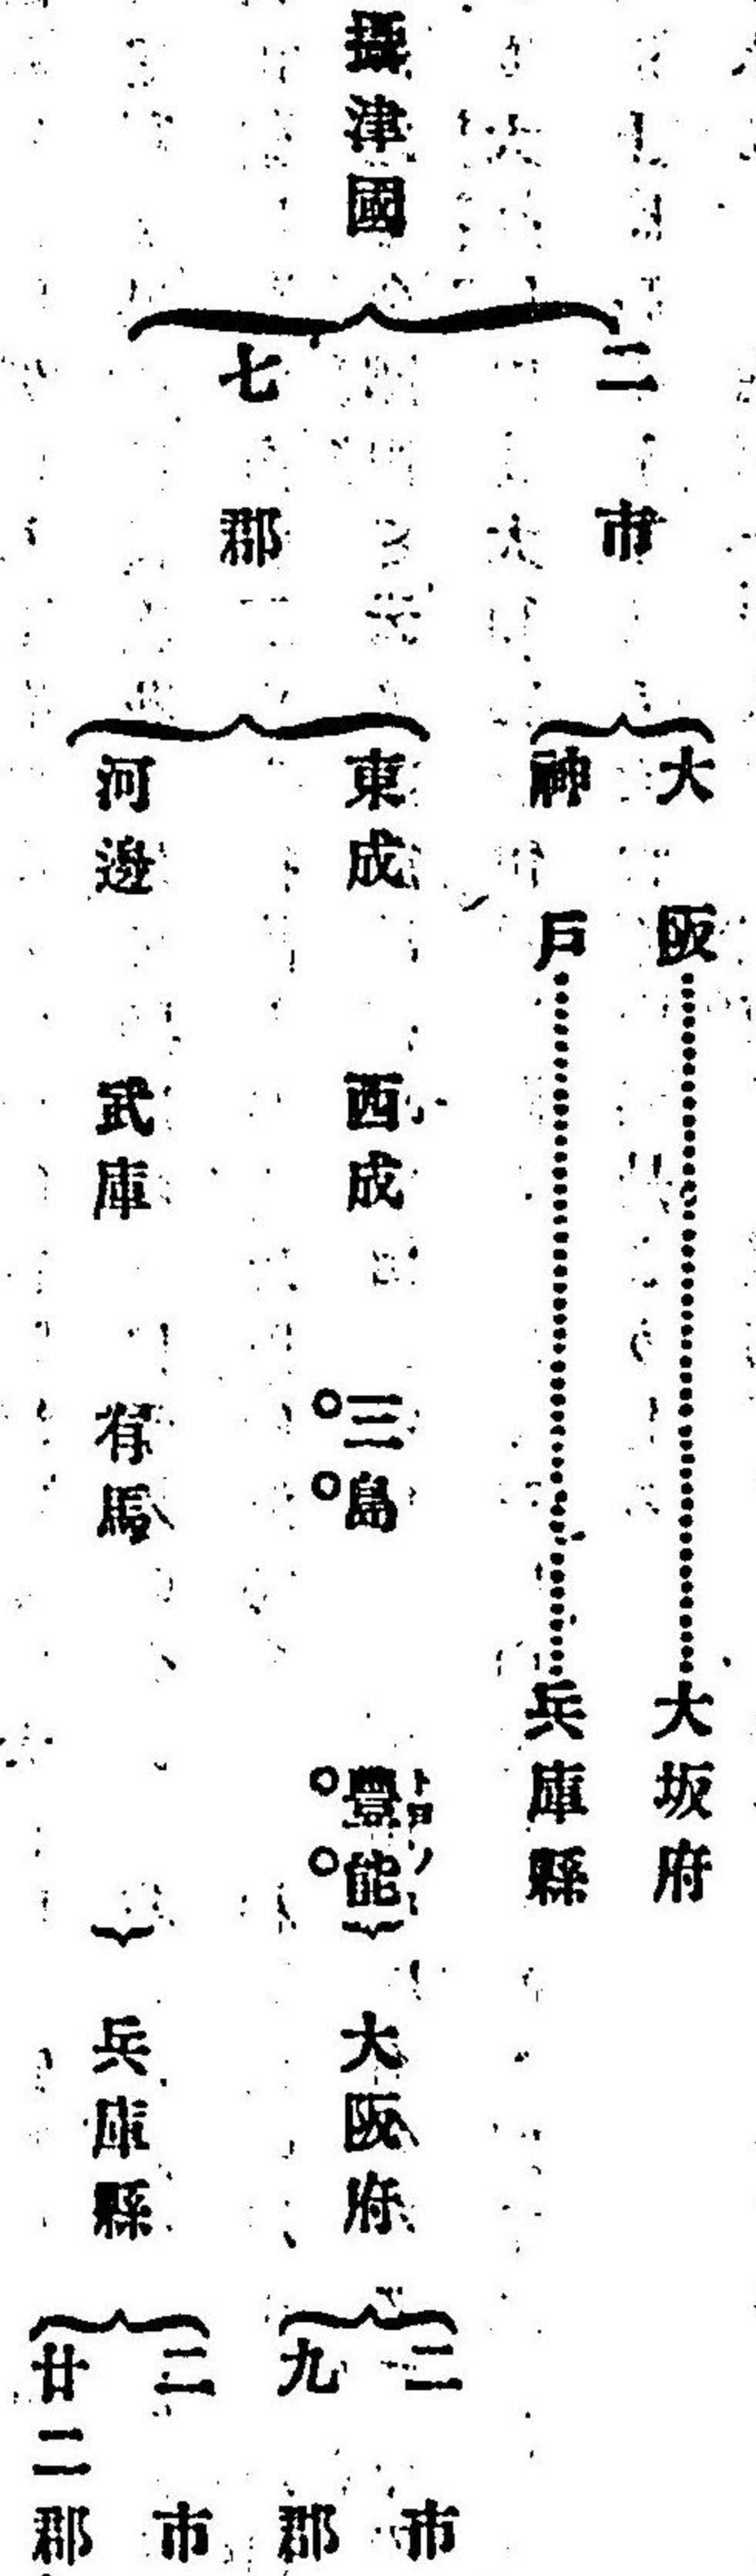 攝津國
二市
大阪……大坂府
神戸……兵庫縣
七郡
東成　西成　三島　豐能　大阪府
二市
九郡
河邊　武庫　有馬　兵庫縣
二市
廿二郡